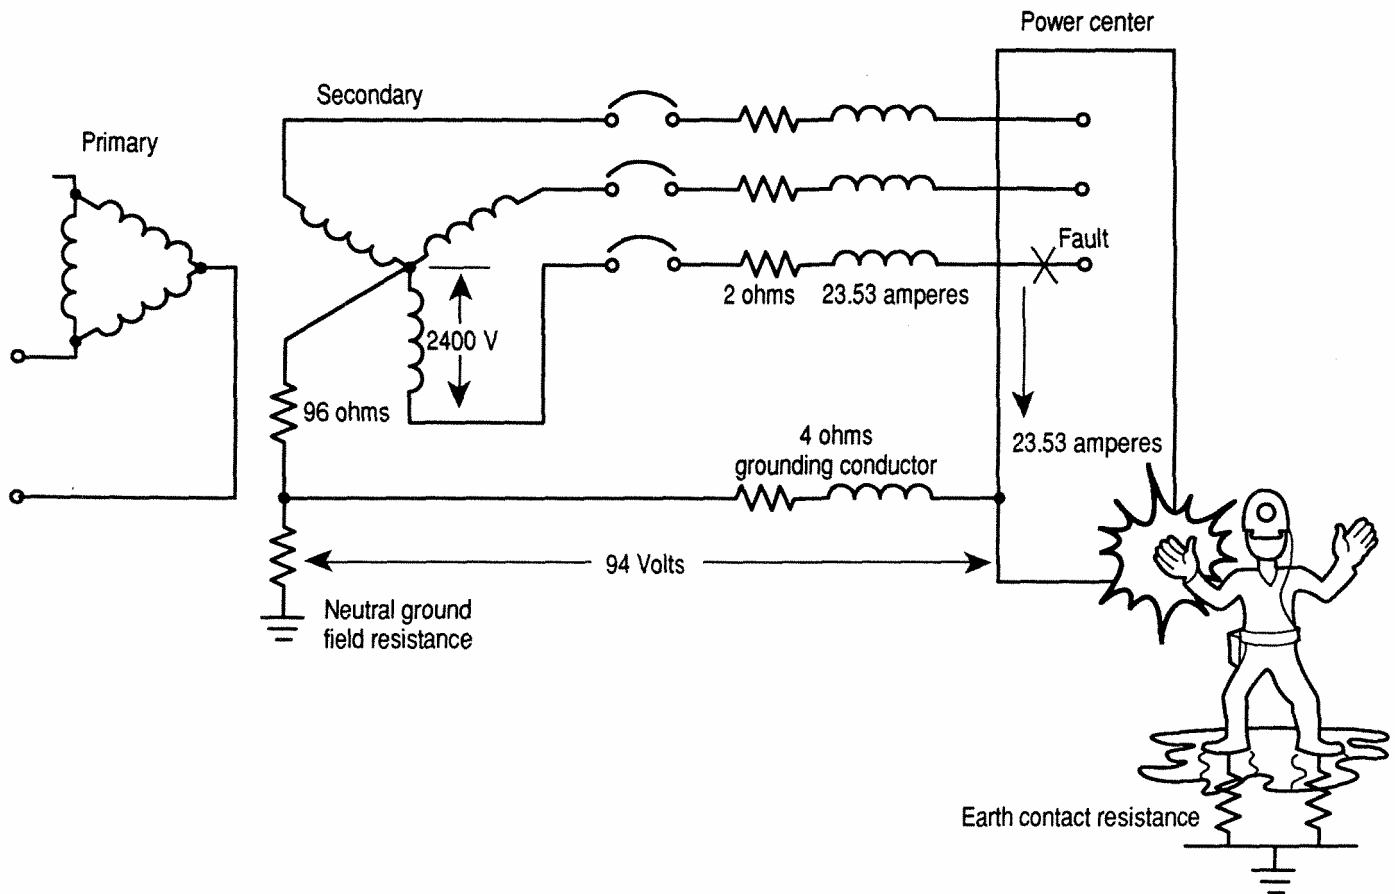 Power center
Secondary
Primary
Fault
2 ohms
23.53 amperes
2400 V
96 ohms
4 ohms
grounding conductor
23.53 amperes
94 Volts
Neutral ground
field resistance
Earth contact resistance